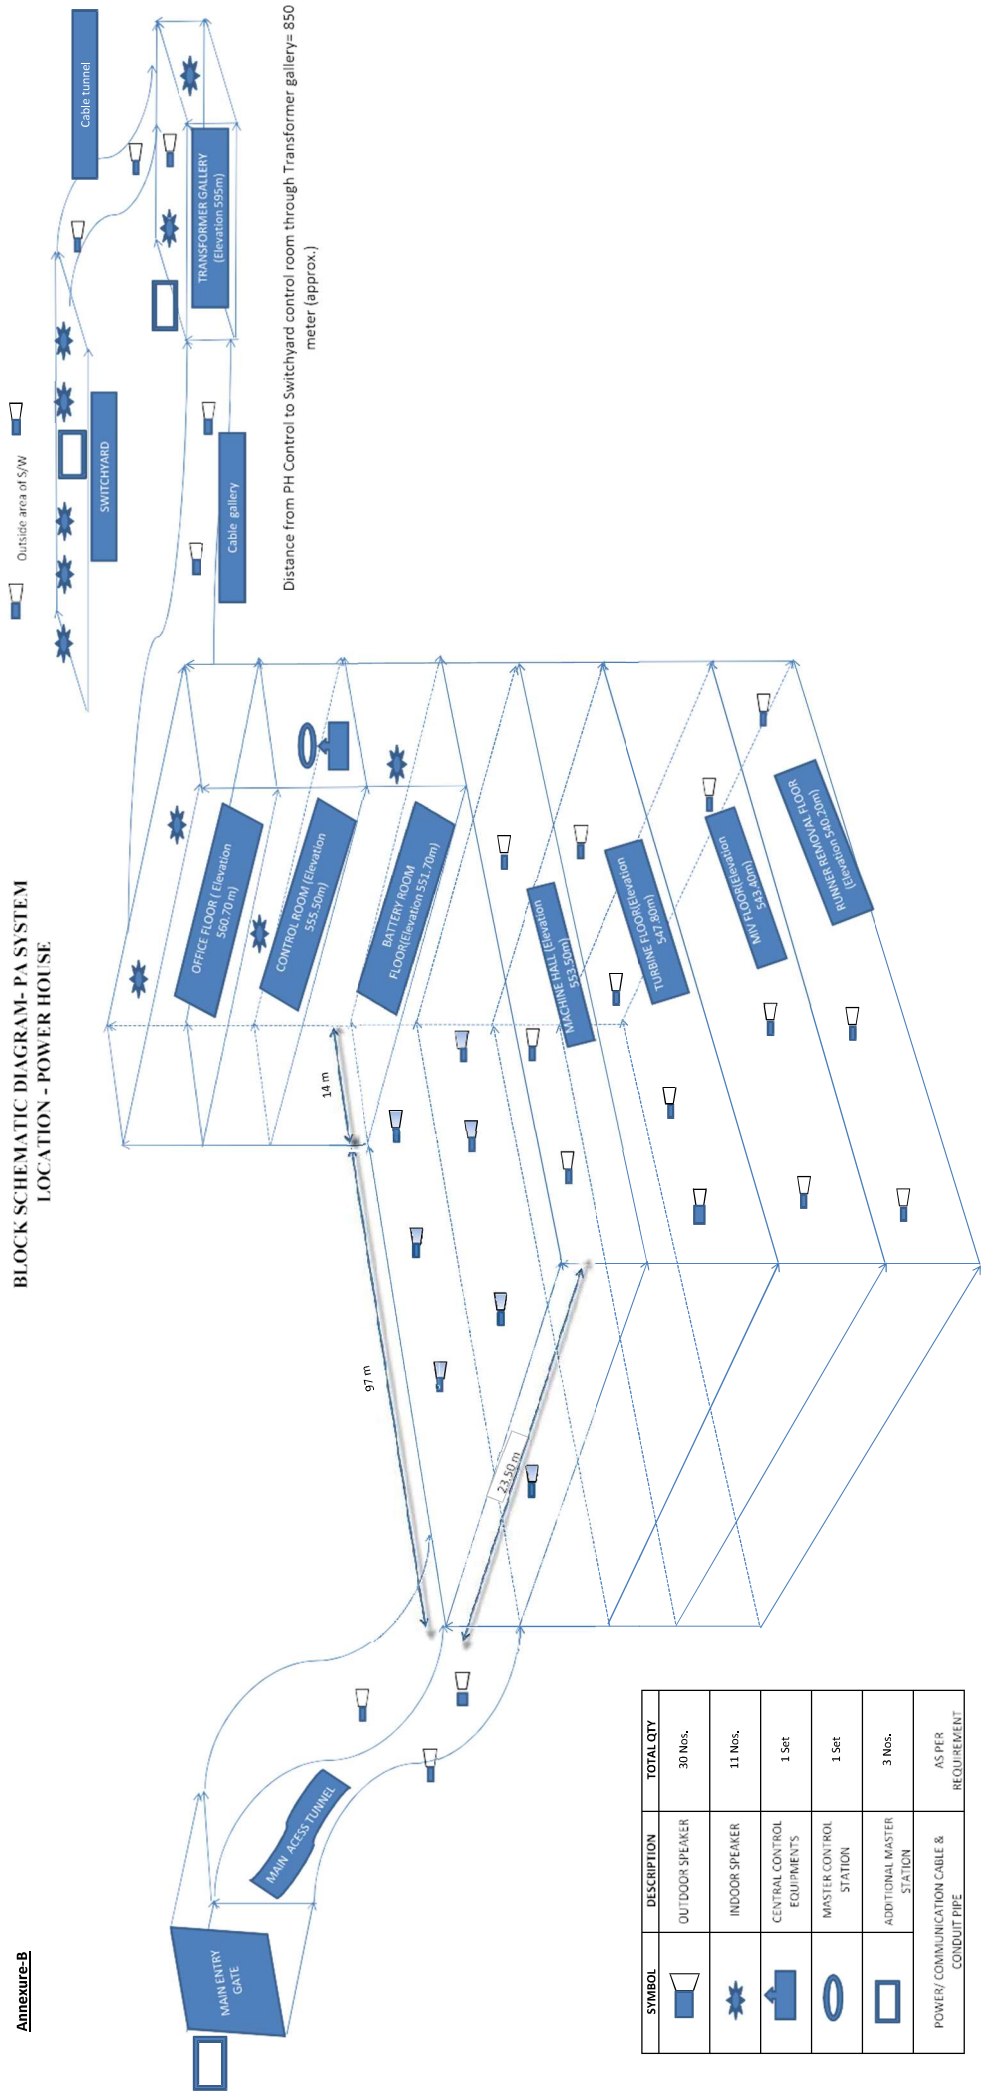 Annexure-B
BLOCK SCHEMATIC DIAGRAM- PA SYSTEM
LOCATION - POWER HOUSE
MAIN ENTRY
GATE
MAIN ACESS TUNNEL
97 m
14 m
23.50 m
OFFICE FLOOR ( Elevation
560.70 m)
CONTROL ROOM (Elevation
555.50m)
BATTERY ROOM
FLOOR(Elevation 551.70m)
MACHINE HALL (Elevation
553.50m)
TURBINE FLOOR(Elevation
547.80m)
MIV FLOOR(Elevation
543.40m)
RUNNER REMOVAL FLOOR
(Elevation 540.20m)
Outside area of S/W
SWITCHYARD
Cable tunnel
Cable gallery
TRANSFORMER GALLERY
(Elevation 595m)
Distance from PH Control to Switchyard control room through Transformer gallery= 850
meter (approx.)
SYMBOL DESCRIPTION TOTAL QTY
OUTDOOR SPEAKER 30 Nos.
INDOOR SPEAKER 11 Nos.
CENTRAL CONTROL
EQUIPMENTS
1 Set
MASTER CONTROL
STATION
1 Set
ADDITIONAL MASTER
STATION
3 Nos.
POWER/ COMMUNICATION CABLE &
CONDUIT PIPE
AS PER
REQUIREMENT